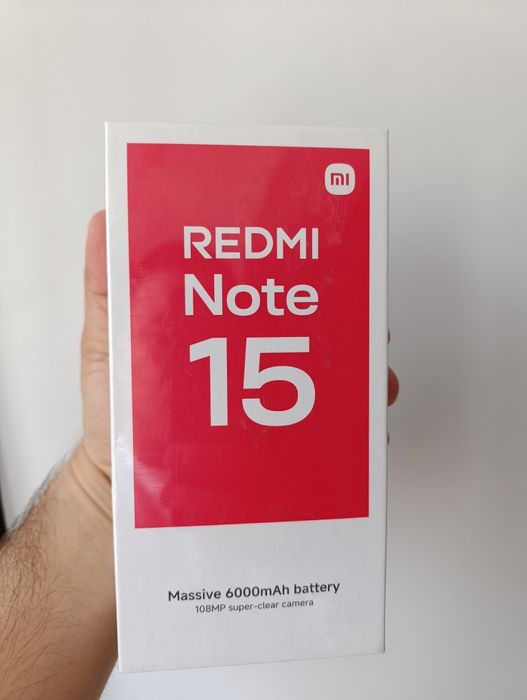 mi
REDMI
Note
15
Massive 6000mAh battery
108MP super-clear camera